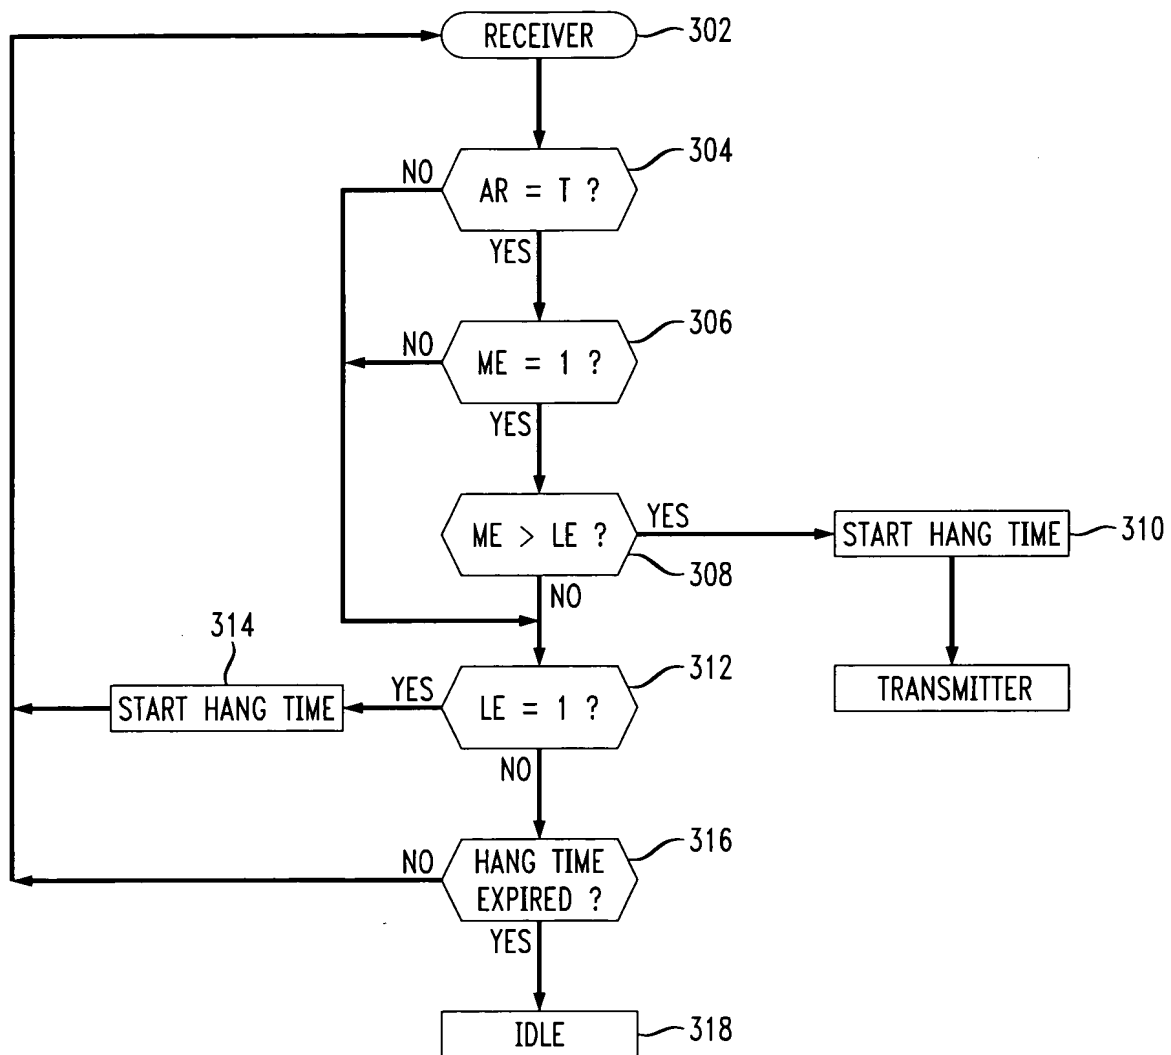 RECEIVER
302
304
NO
AR = T ?
YES
306
NO
ME = 1 ?
YES
ME > LE ?
YES
START HANG TIME
310
308
NO
314
312
TRANSMITTER
START HANG TIME
YES
LE = 1 ?
NO
316
NO
HANG TIME
EXPIRED ?
YES
IDLE
318